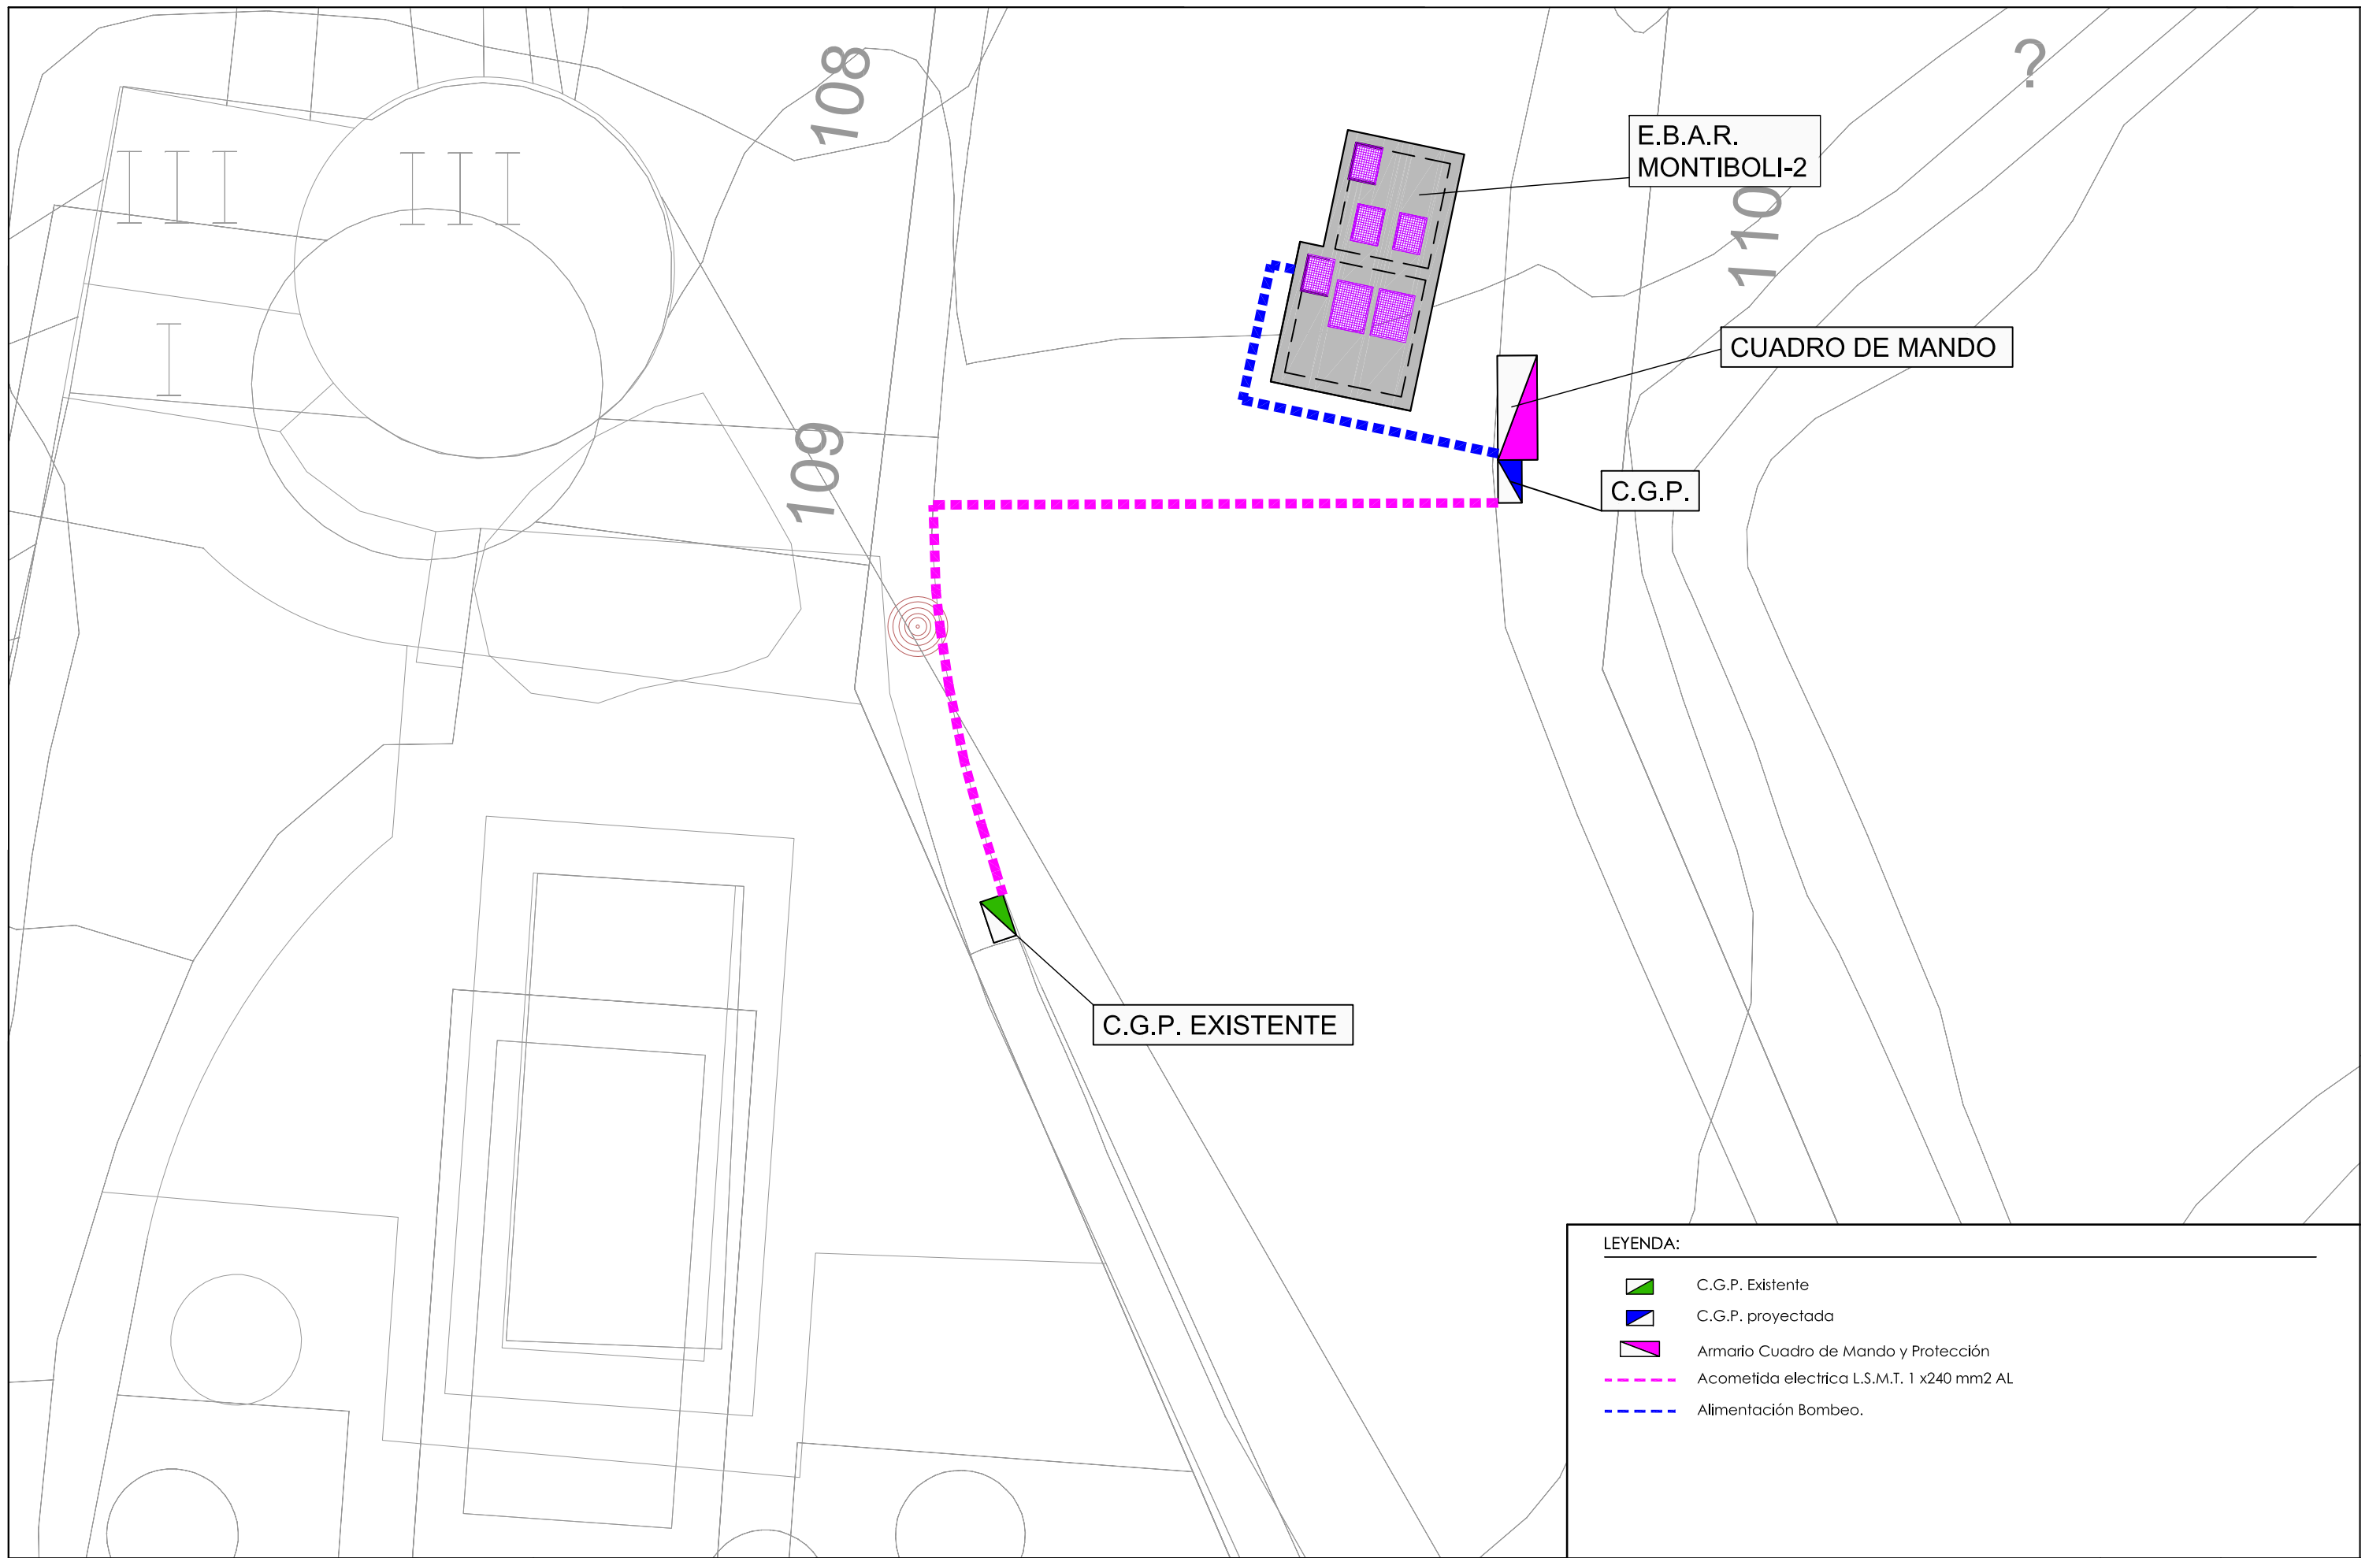 108
?
III
III
E.B.A.R.
MONTIBOLI-2
110
I
CUADRO DE MANDO
109
C.G.P.
C.G.P. EXISTENTE
LEYENDA:
C.G.P. Existente
C.G.P. proyectada
Armario Cuadro de Mando y Protección
Acometida electrica L.S.M.T. 1 x240 mm2 AL
Alimentación Bombeo.